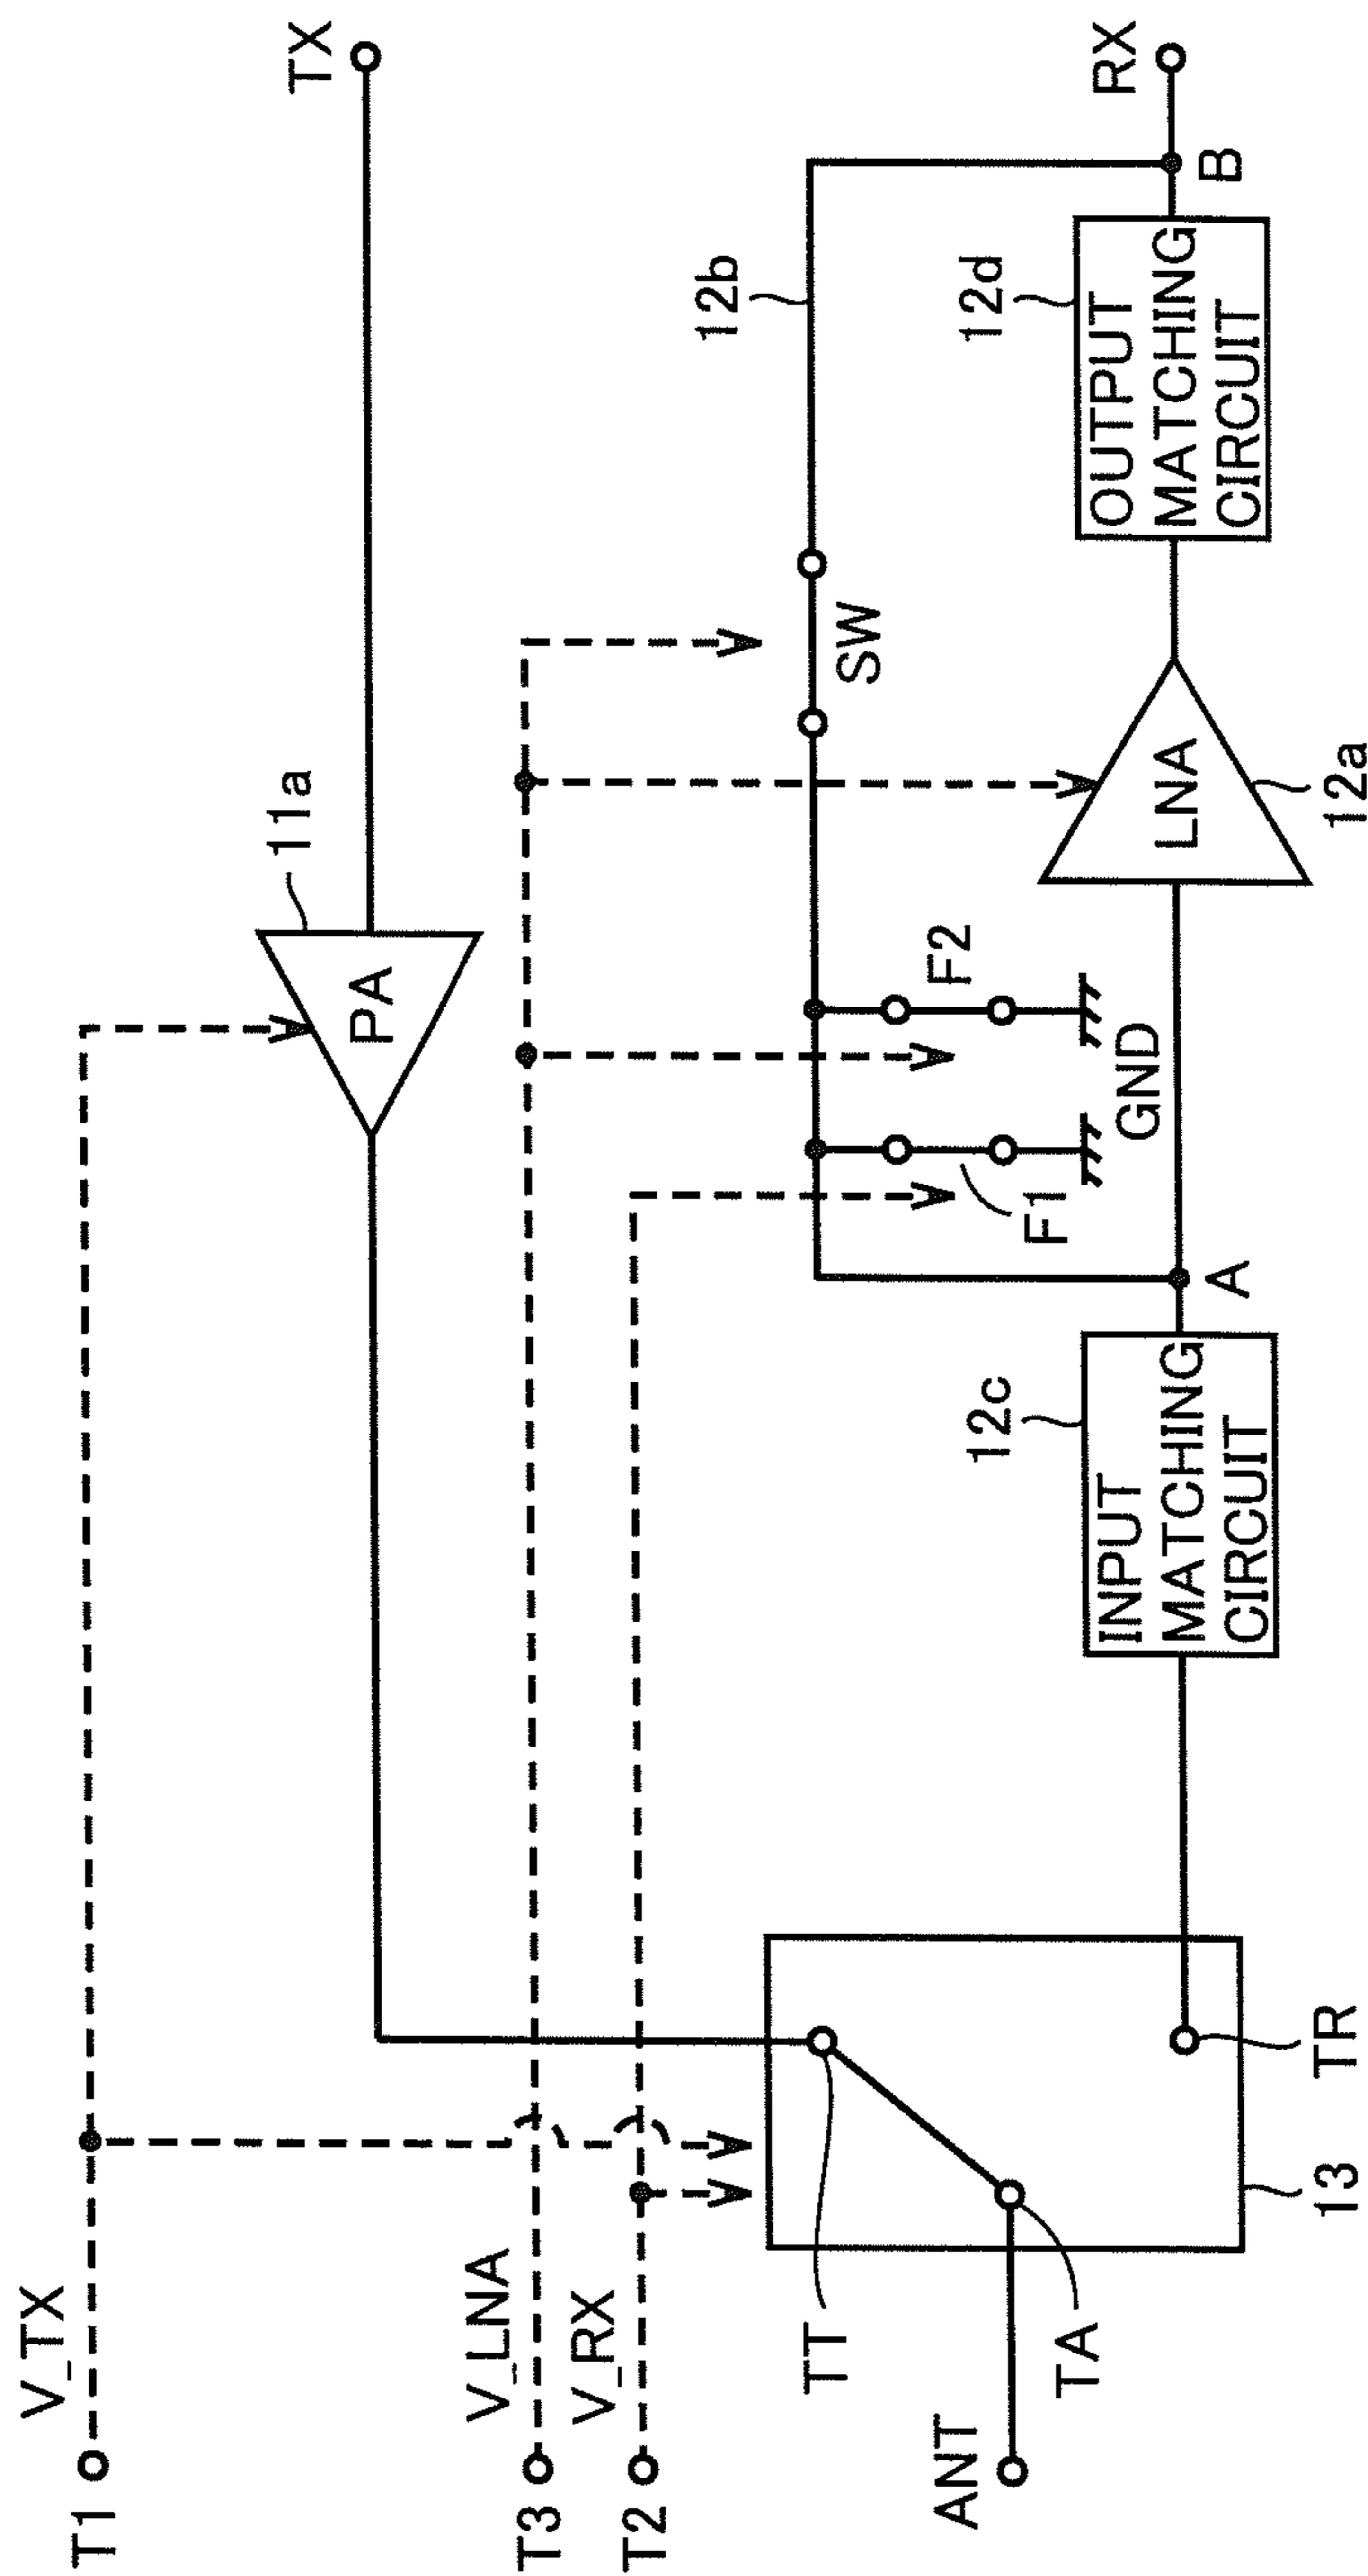 T1
V_TX
TX
11a
PA
T3
V_LNA
T2
V_RX
12b
SW
F2
F1
GND
ANT
TT
TA
13
TR
12c
INPUT
MATCHING
CIRCUIT
A
LNA
12a
12d
OUTPUT
MATCHING
CIRCUIT
B
RX